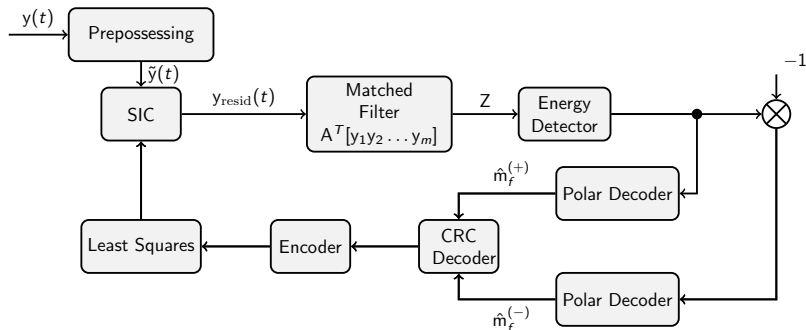 y(t)
Prepossessing
ỹ(t)
SIC
y_resid(t)
Matched
Filter
A^T[y_1y_2 … y_m]
Z
Energy
Detector
−1
m̂_f^(+)
Polar Decoder
Least Squares
Encoder
CRC
Decoder
m̂_f^(−)
Polar Decoder